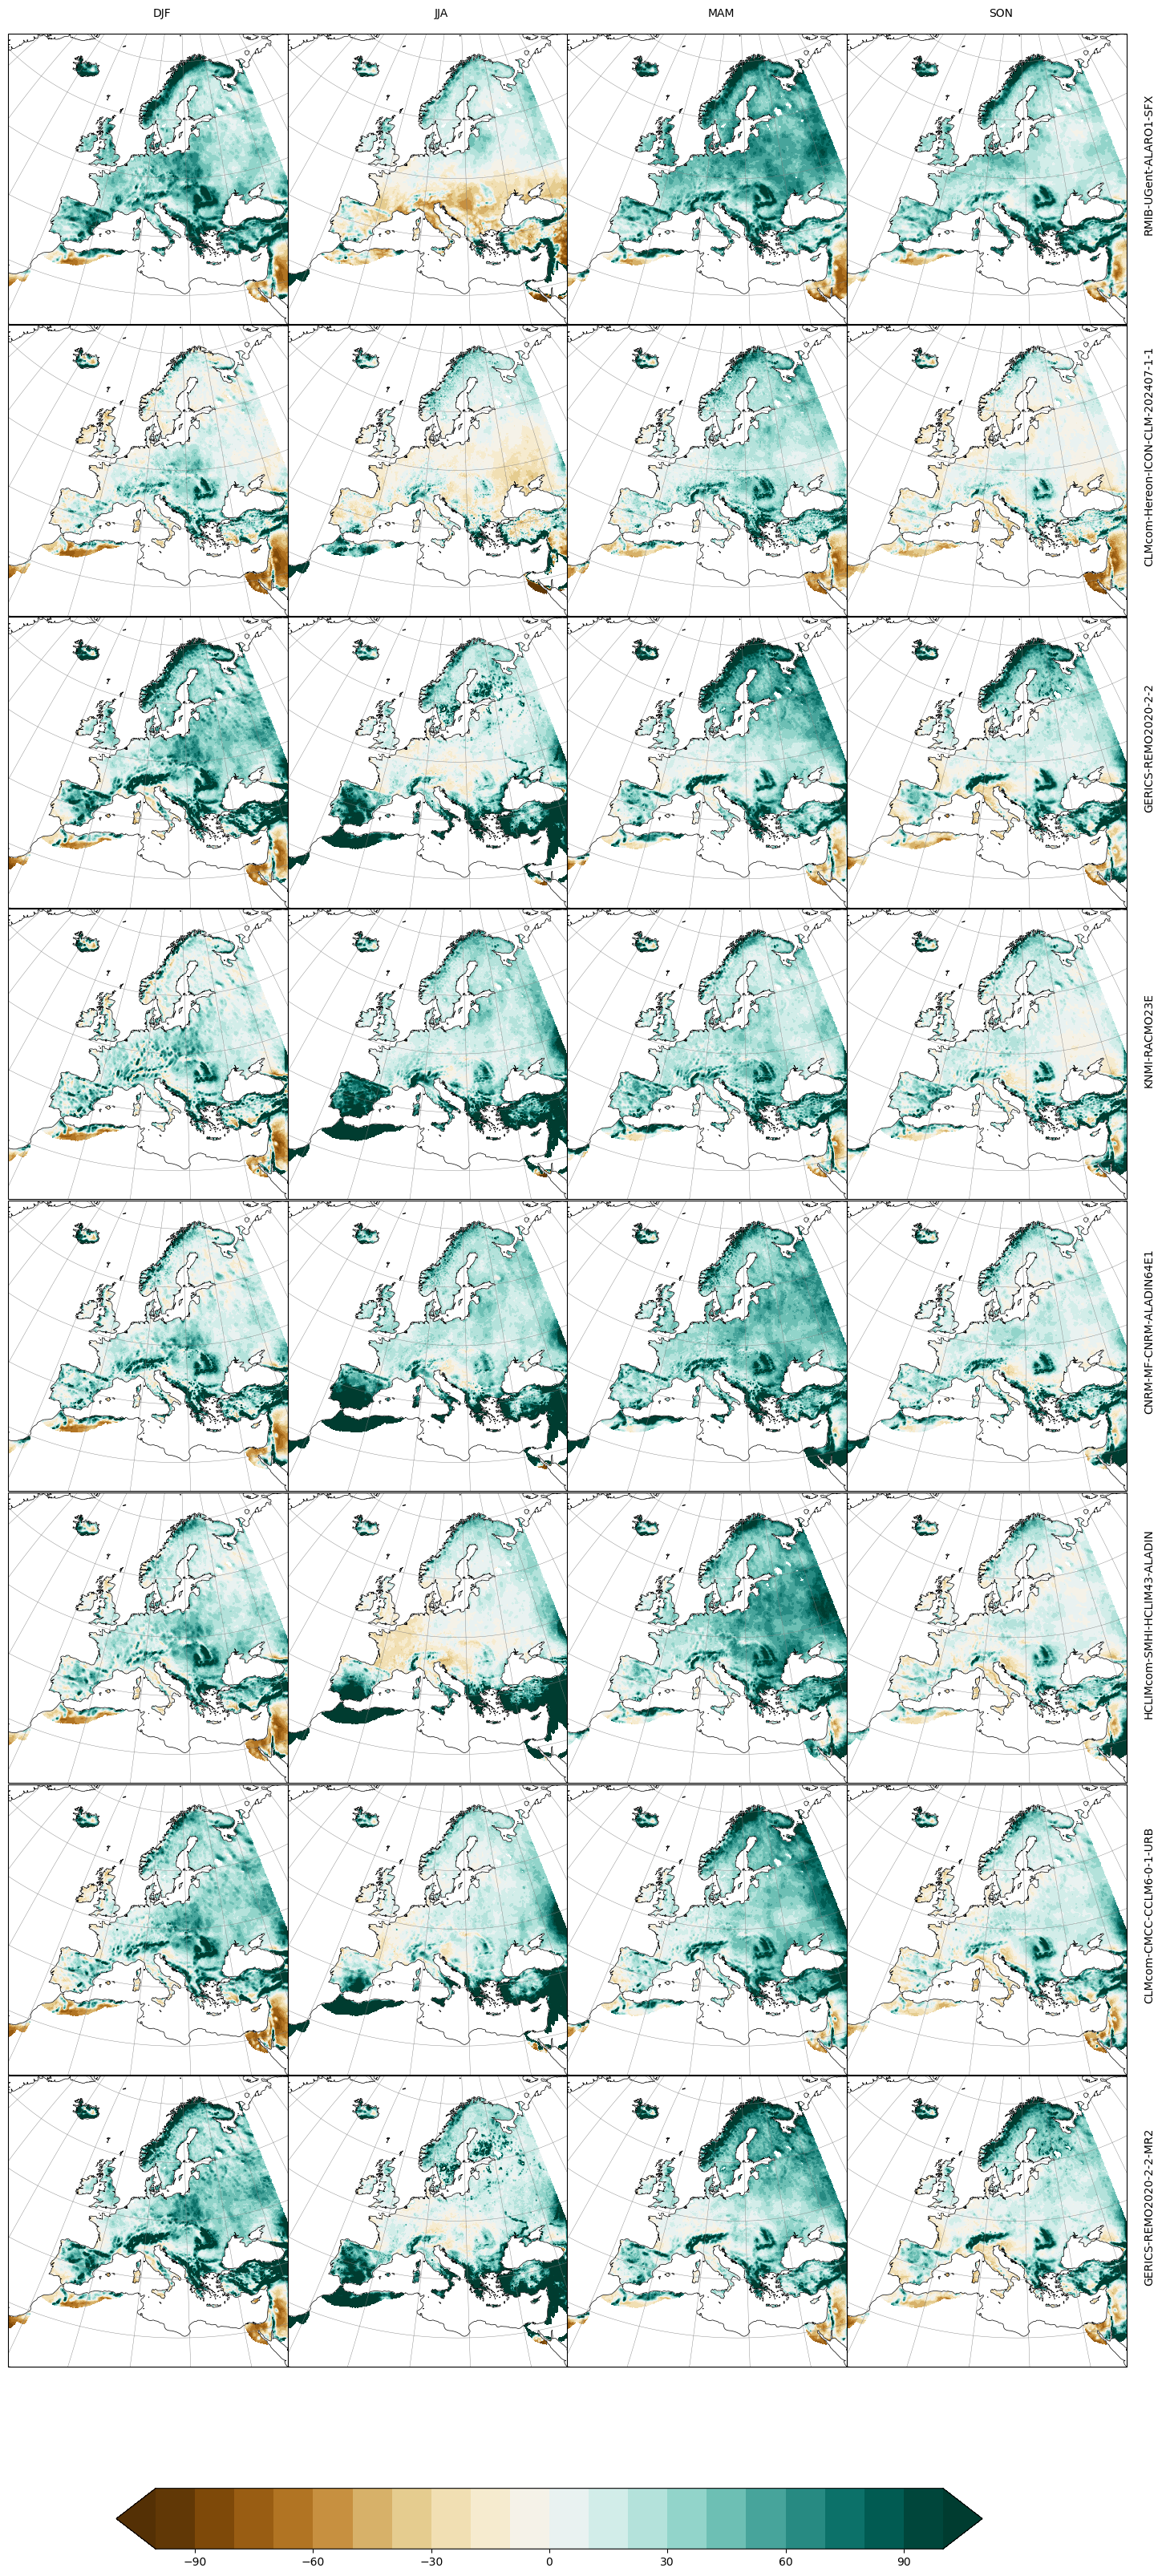 DJF JJA MAM SON
RMIB-UGent-ALARO1-SFX
CLMcom-Hereon-ICON-CLM-202407-1-1
GERICS-REMO2020-2-2
KNMI-RACMO23E
CNRM-MF-CNRM-ALADIN64E1
HCLIMcom-SMHI-HCLIM43-ALADIN
CLMcom-CMCC-CCLM6-0-1-URB
GERICS-REMO2020-2-2-MR2
−90 −60 −30 0 30 60 90